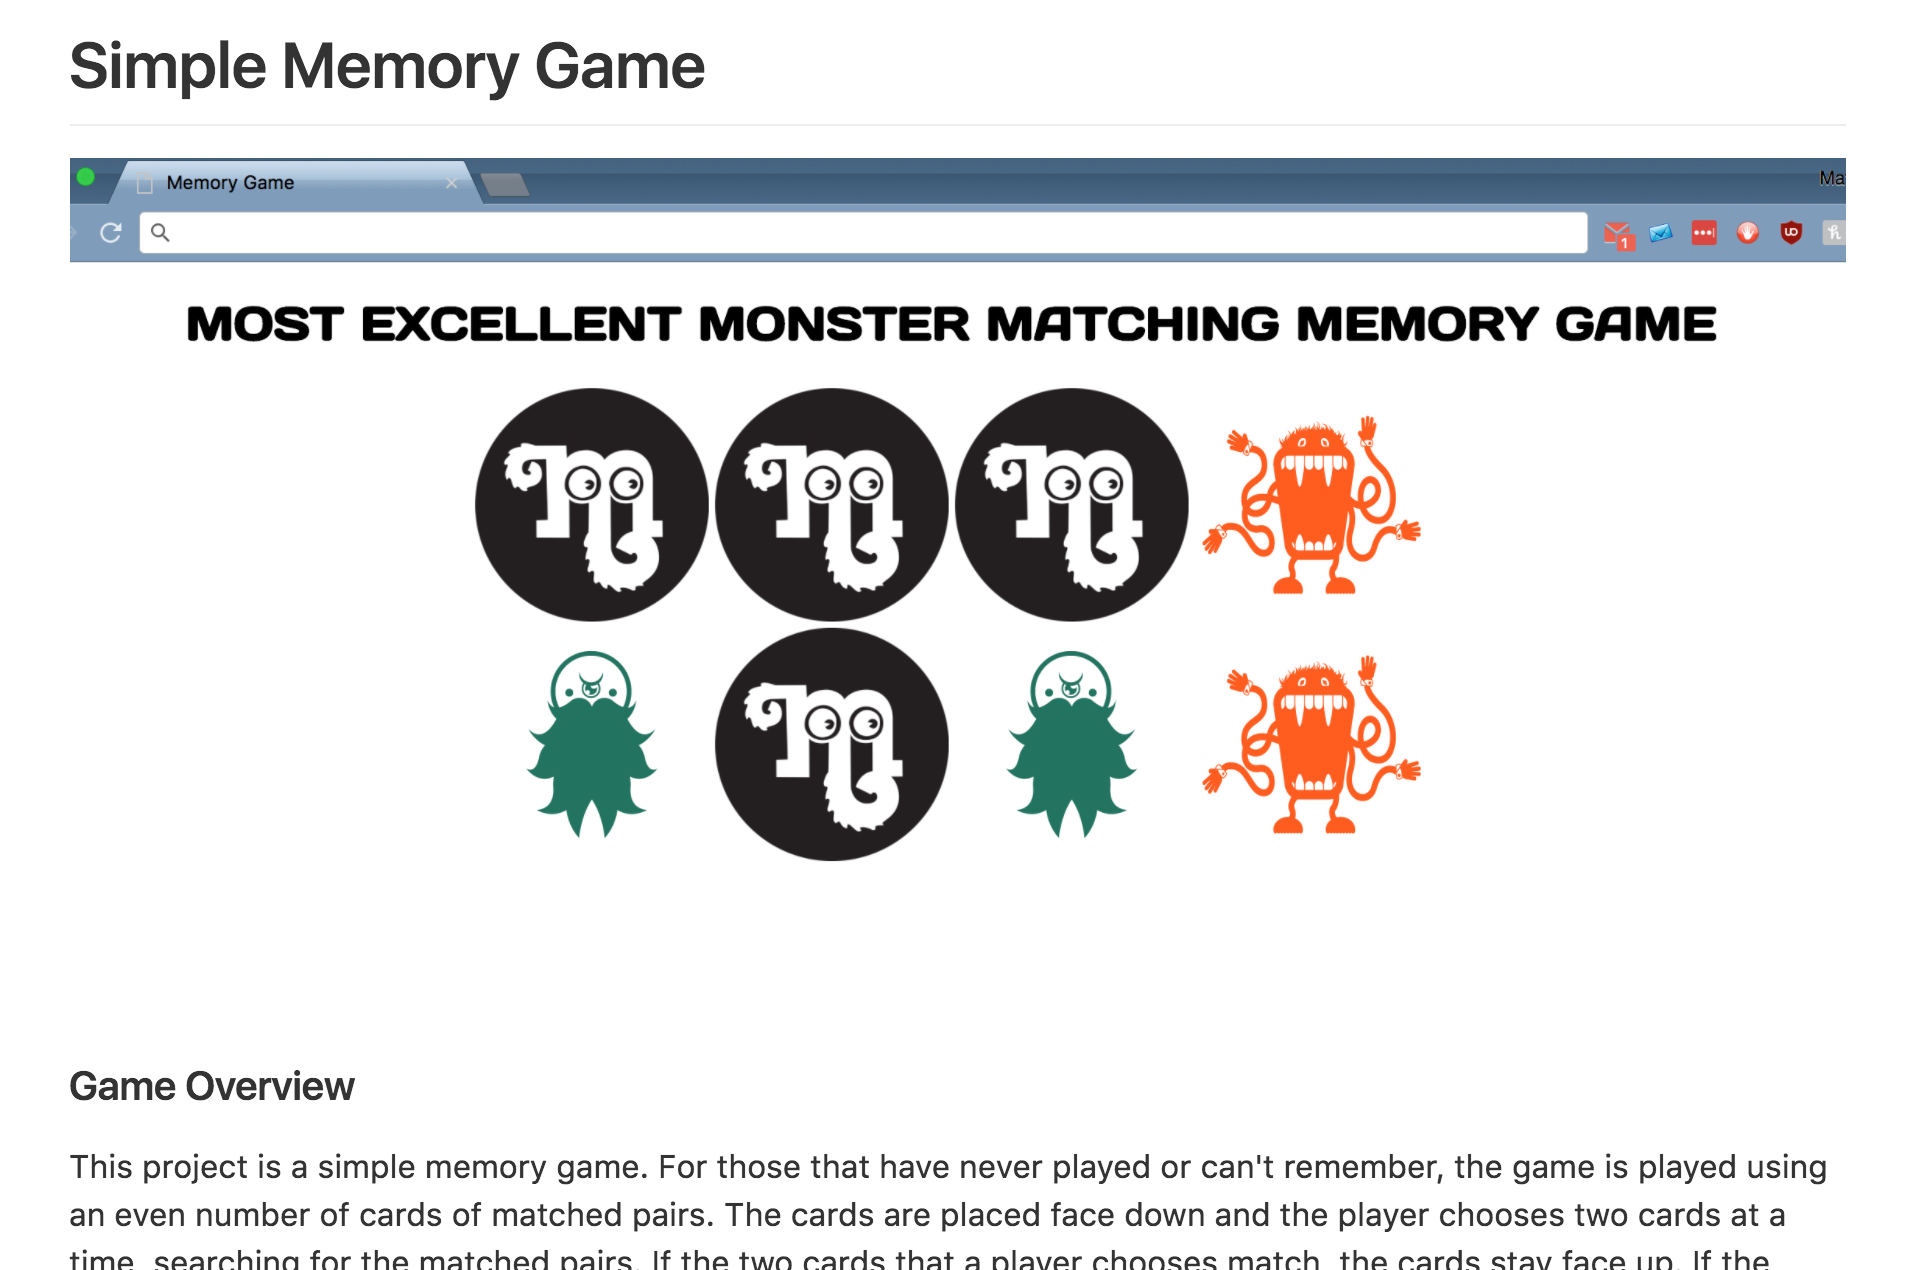 Simple Memory Game
Memory Game
Ma
1
MOST EXCELLENT MONSTER MATCHING MEMORY GAME
Game Overview
This project is a simple memory game. For those that have never played or can't remember, the game is played using
an even number of cards of matched pairs. The cards are placed face down and the player chooses two cards at a
time, searching for the matched pairs. If the two cards that a player chooses match, the cards stay face up. If the